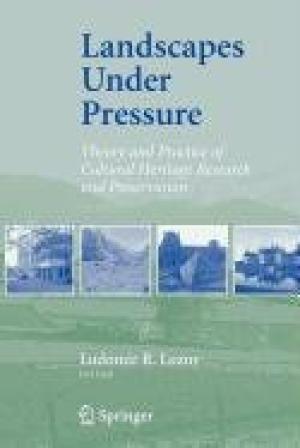 Landscapes
Under
Pressure
Theory and Practice of
Cultural Heritage Research
and Preservation
Ludomir R. Lozny
EDITOR
Springer